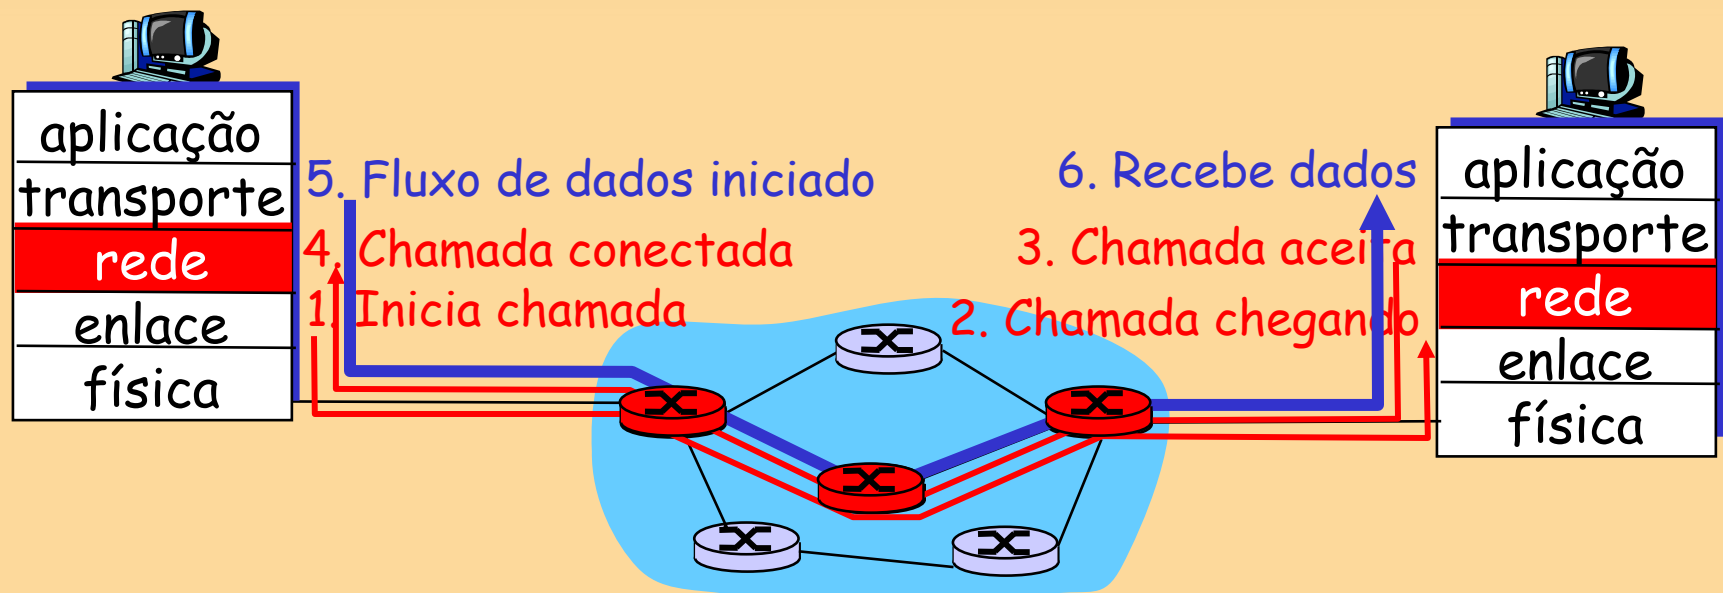 aplicação
transporte
rede
enlace
física
5. Fluxo de dados iniciado
4. Chamada conectada
1. Inicia chamada
6. Recebe dados
3. Chamada aceita
2. Chamada chegando
aplicação
transporte
rede
enlace
física